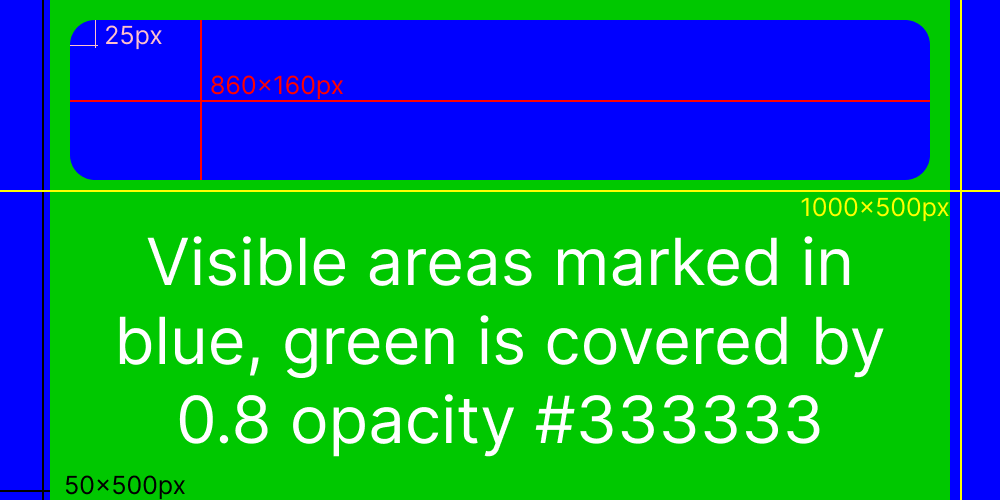 25px
860×160px
1000×500px
Visible areas marked in
blue, green is covered by
0.8 opacity #333333
50×500px